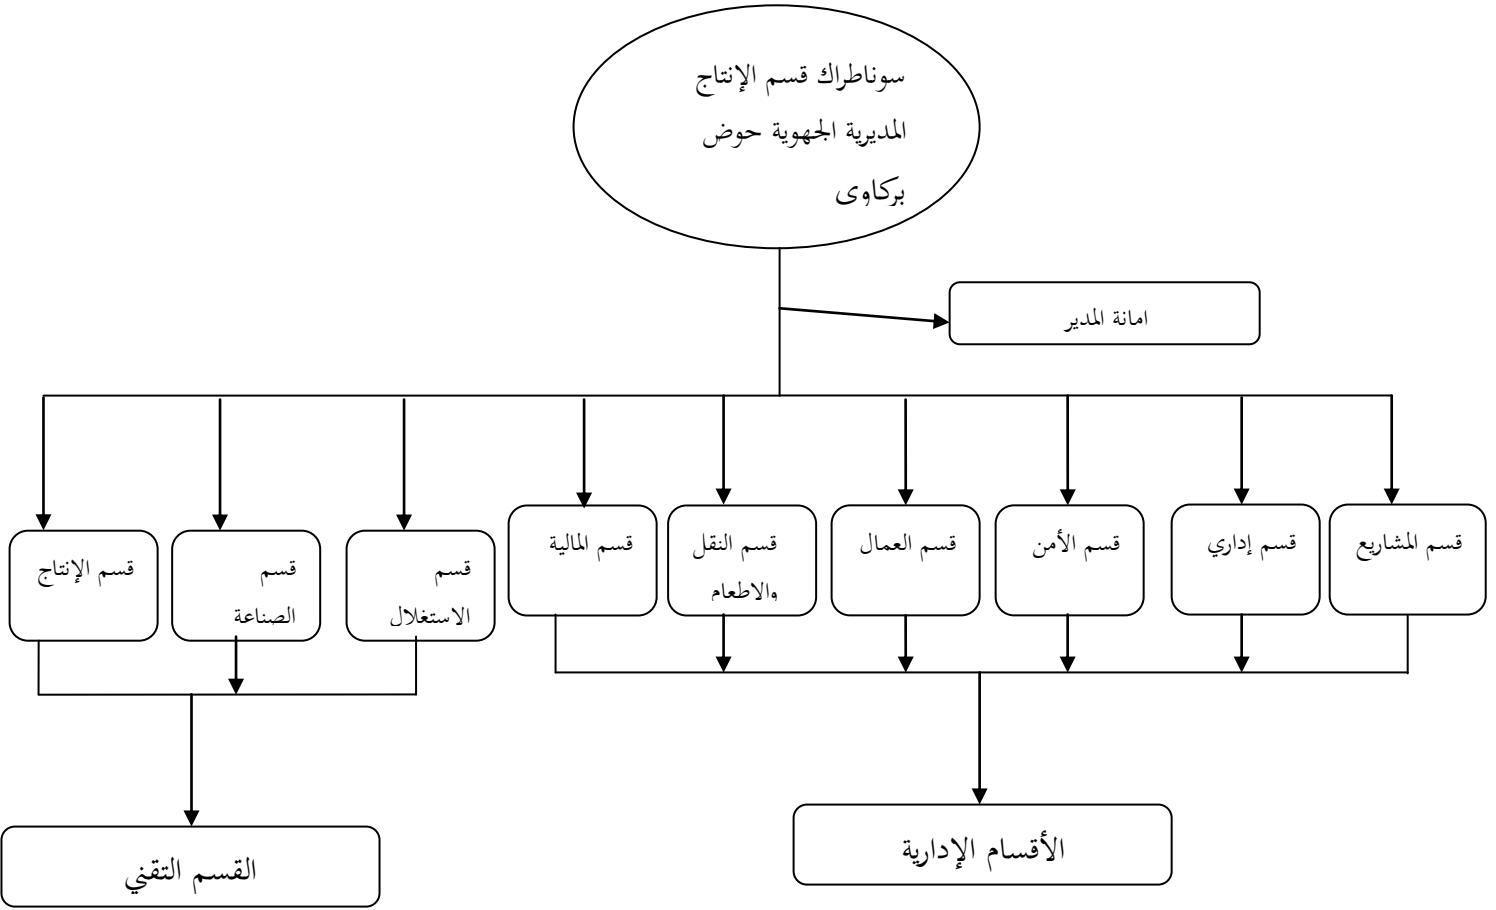 سوناطراك قسم الإنتاج
المديرية الجهوية حوض
بركاوى
امانة المدير
قسم المشاريع
قسم إداري
قسم الأمن
قسم العمال
قسم النقل
والاطعام
قسم المالية
قسم
الاستغلال
قسم
الصناعة
قسم الإنتاج
الأقسام الإدارية
القسم التقني